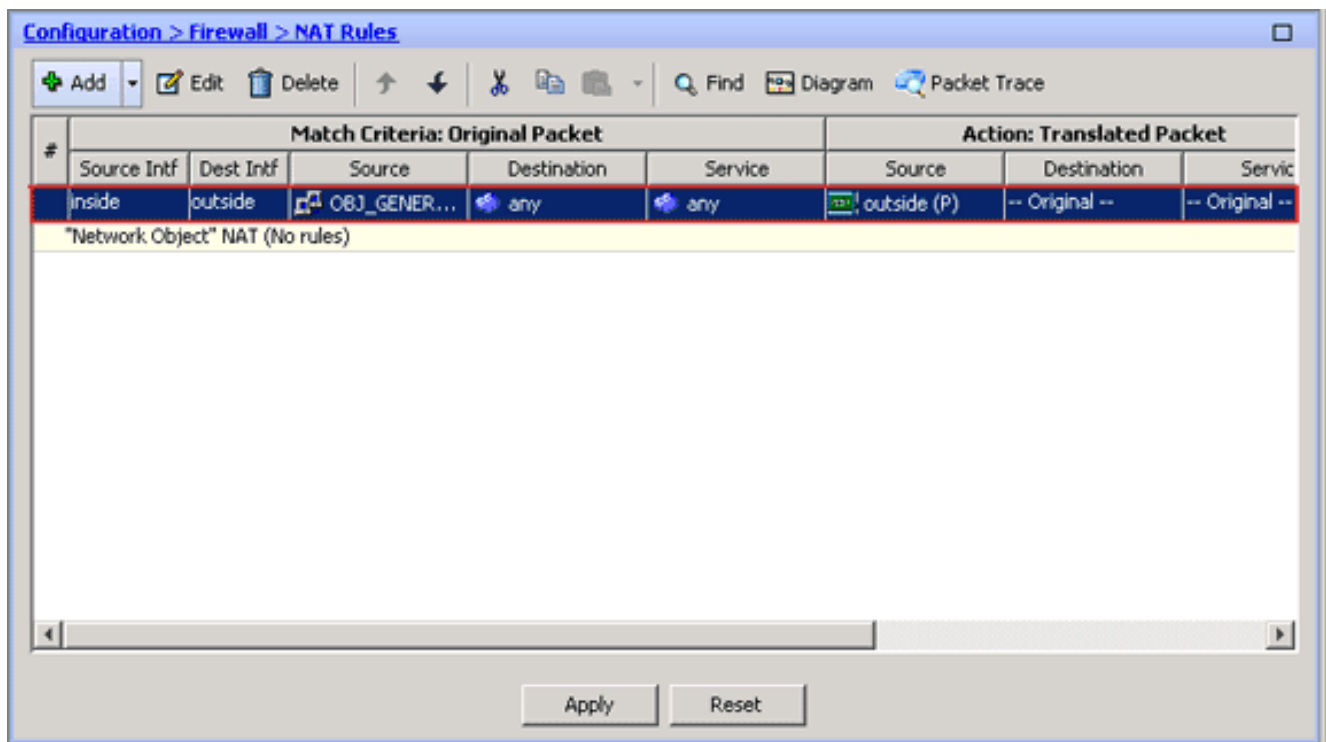 Configuration > Firewall > NAT Rules
Add Edit Delete Find Diagram Packet Trace
# Match Criteria: Original Packet Action: Translated Packet
Source Intf Dest Intf Source Destination Service Source Destination Servic
inside outside OBJ_GENER... any any outside (P) -- Original -- -- Original --
"Network Object" NAT (No rules)
Apply Reset